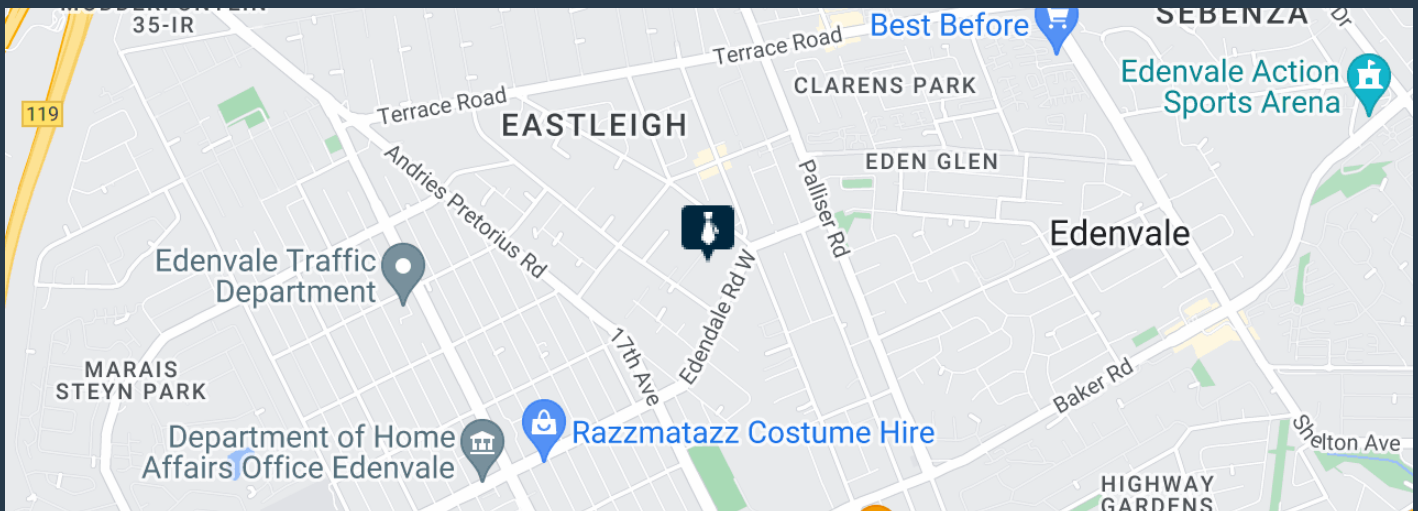 MODDERFONTEIN
35-IR
SEBENZA
Dr
Best Before
Terrace Road
Edenvale Action
Sports Arena
CLARENS PARK
119
Terrace Road
EASTLEIGH
Andries Pretorius Rd
EDEN GLEN
Palliser Rd
Edenvale
Edenvale Traffic
Department
Edendale Rd W
17th Ave
MARAIS
STEYN PARK
Baker Rd
Department of Home
Affairs Office Edenvale
Razzmatazz Costume Hire
Shelton Ave
HIGHWAY
GARDENS